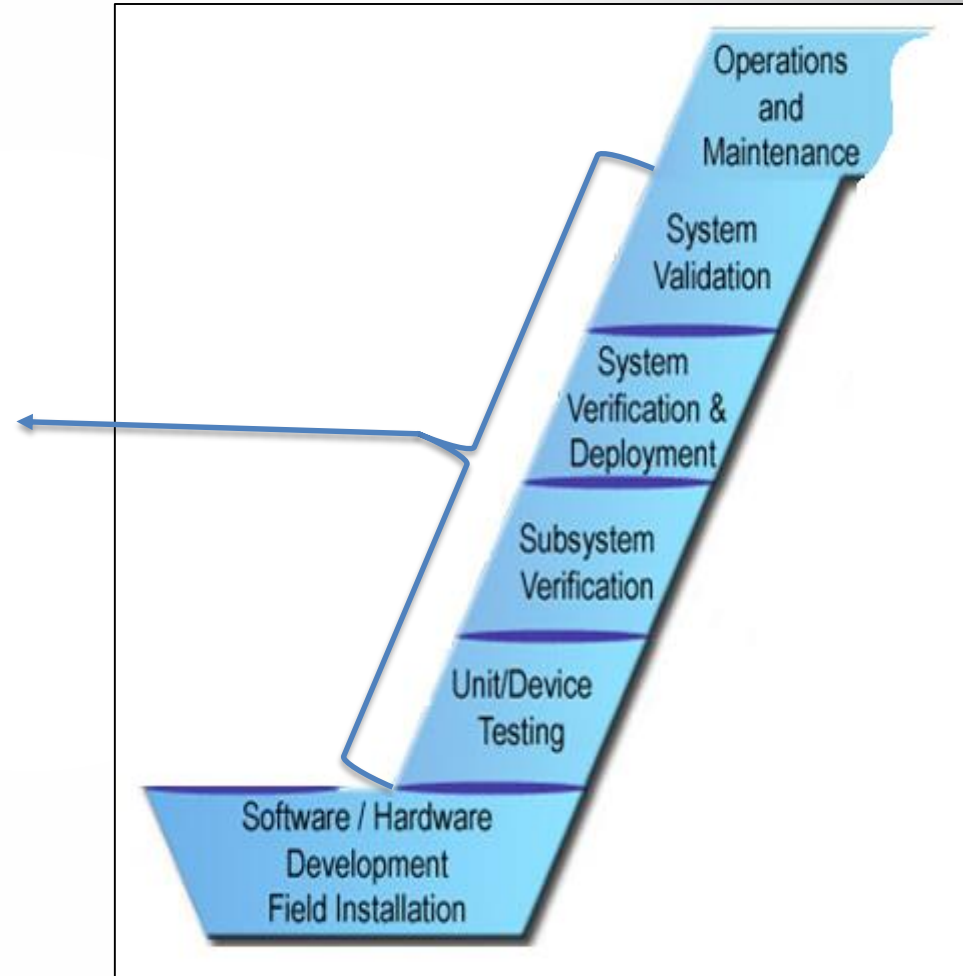 Operations
and
Maintenance
System
Validation
System
Verification &
Deployment
Subsystem
Verification
Unit/Device
Testing
Software / Hardware
Development
Field Installation